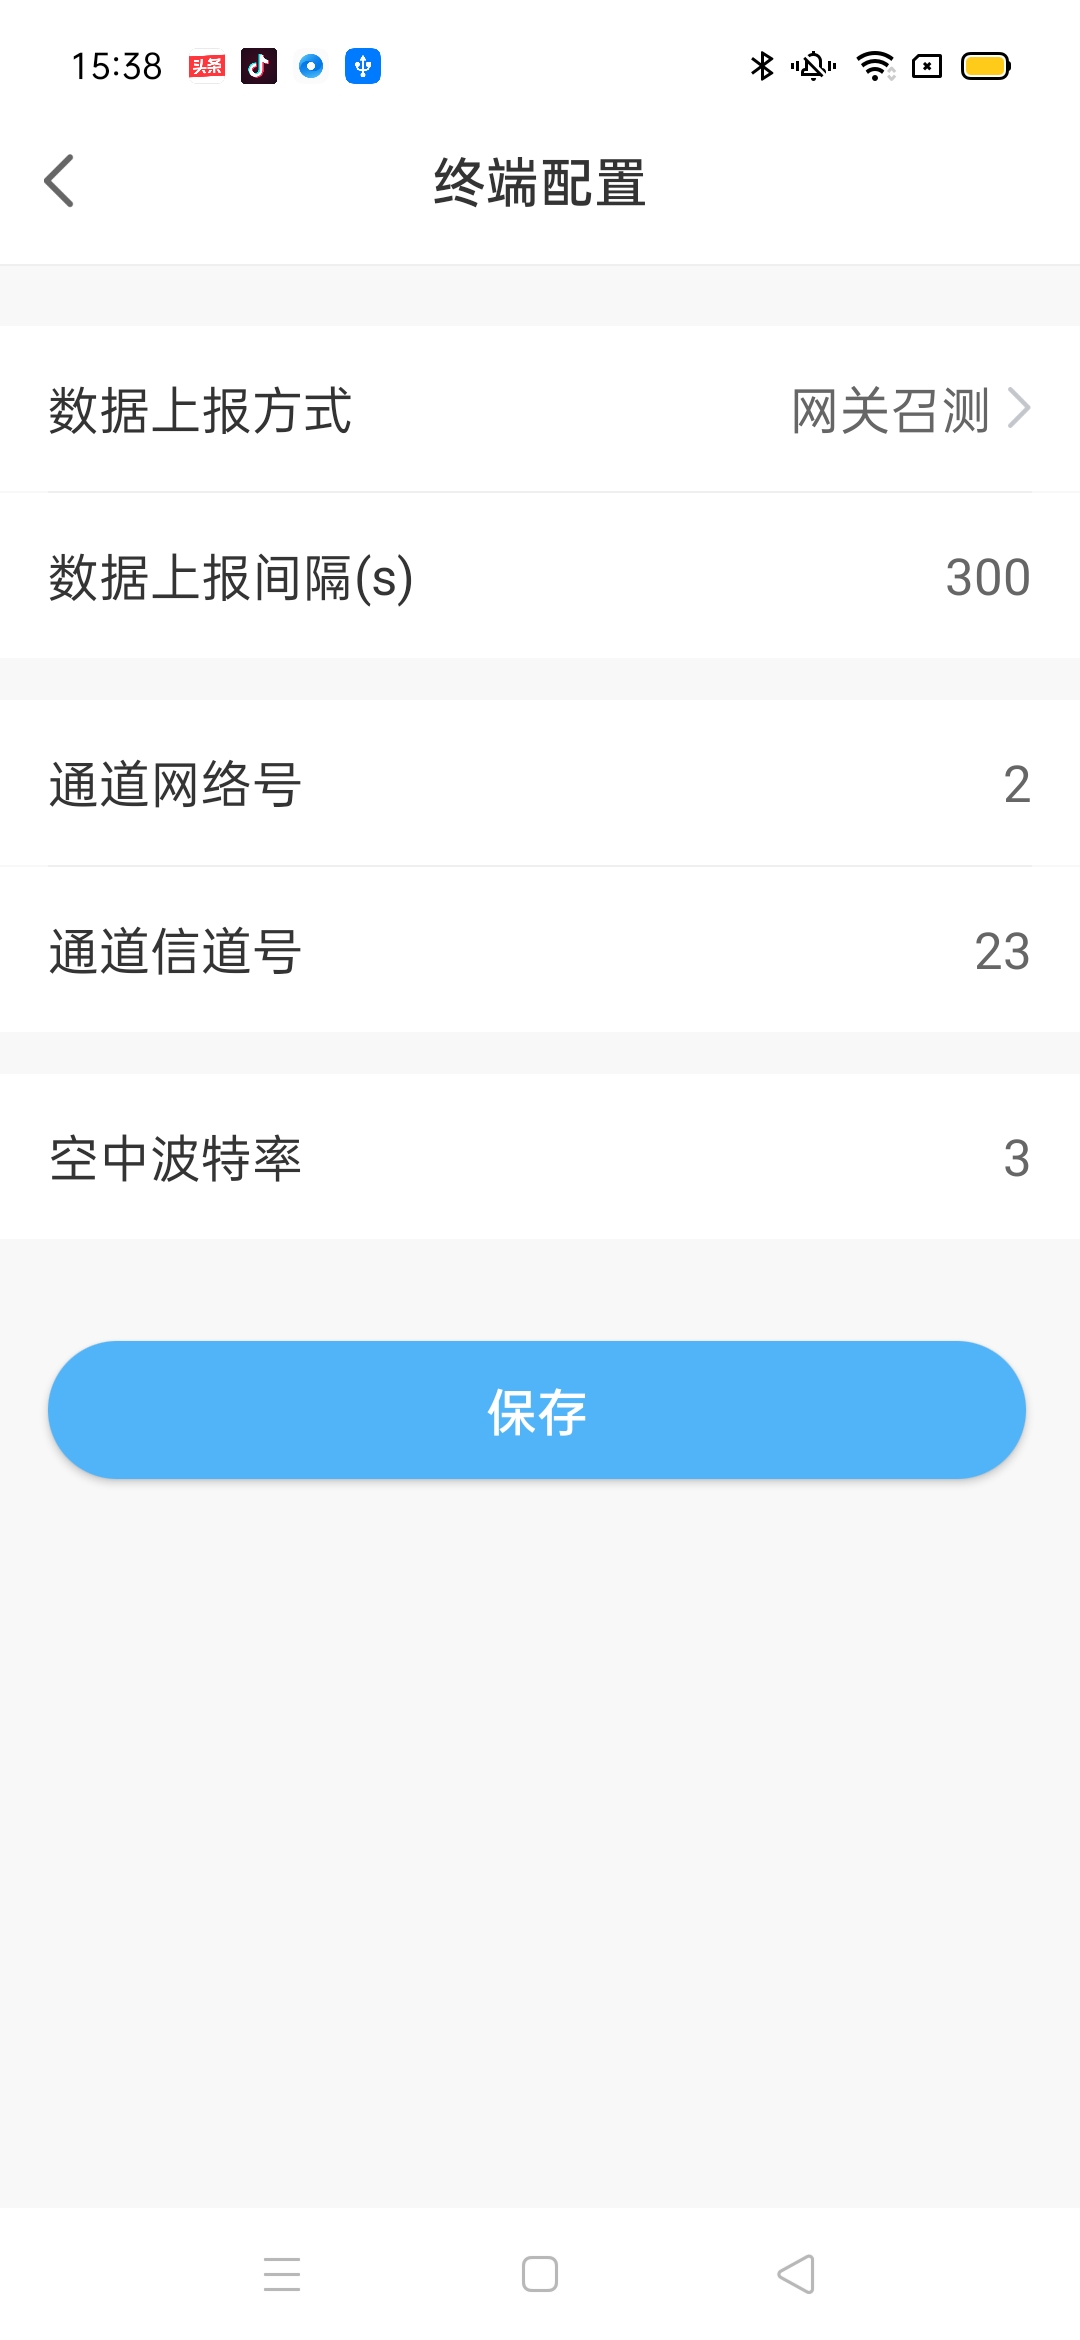 15:38 头条
终端配置
数据上报方式 网关召测
数据上报间隔(s) 300
通道网络号 2
通道信道号 23
空中波特率 3
保存